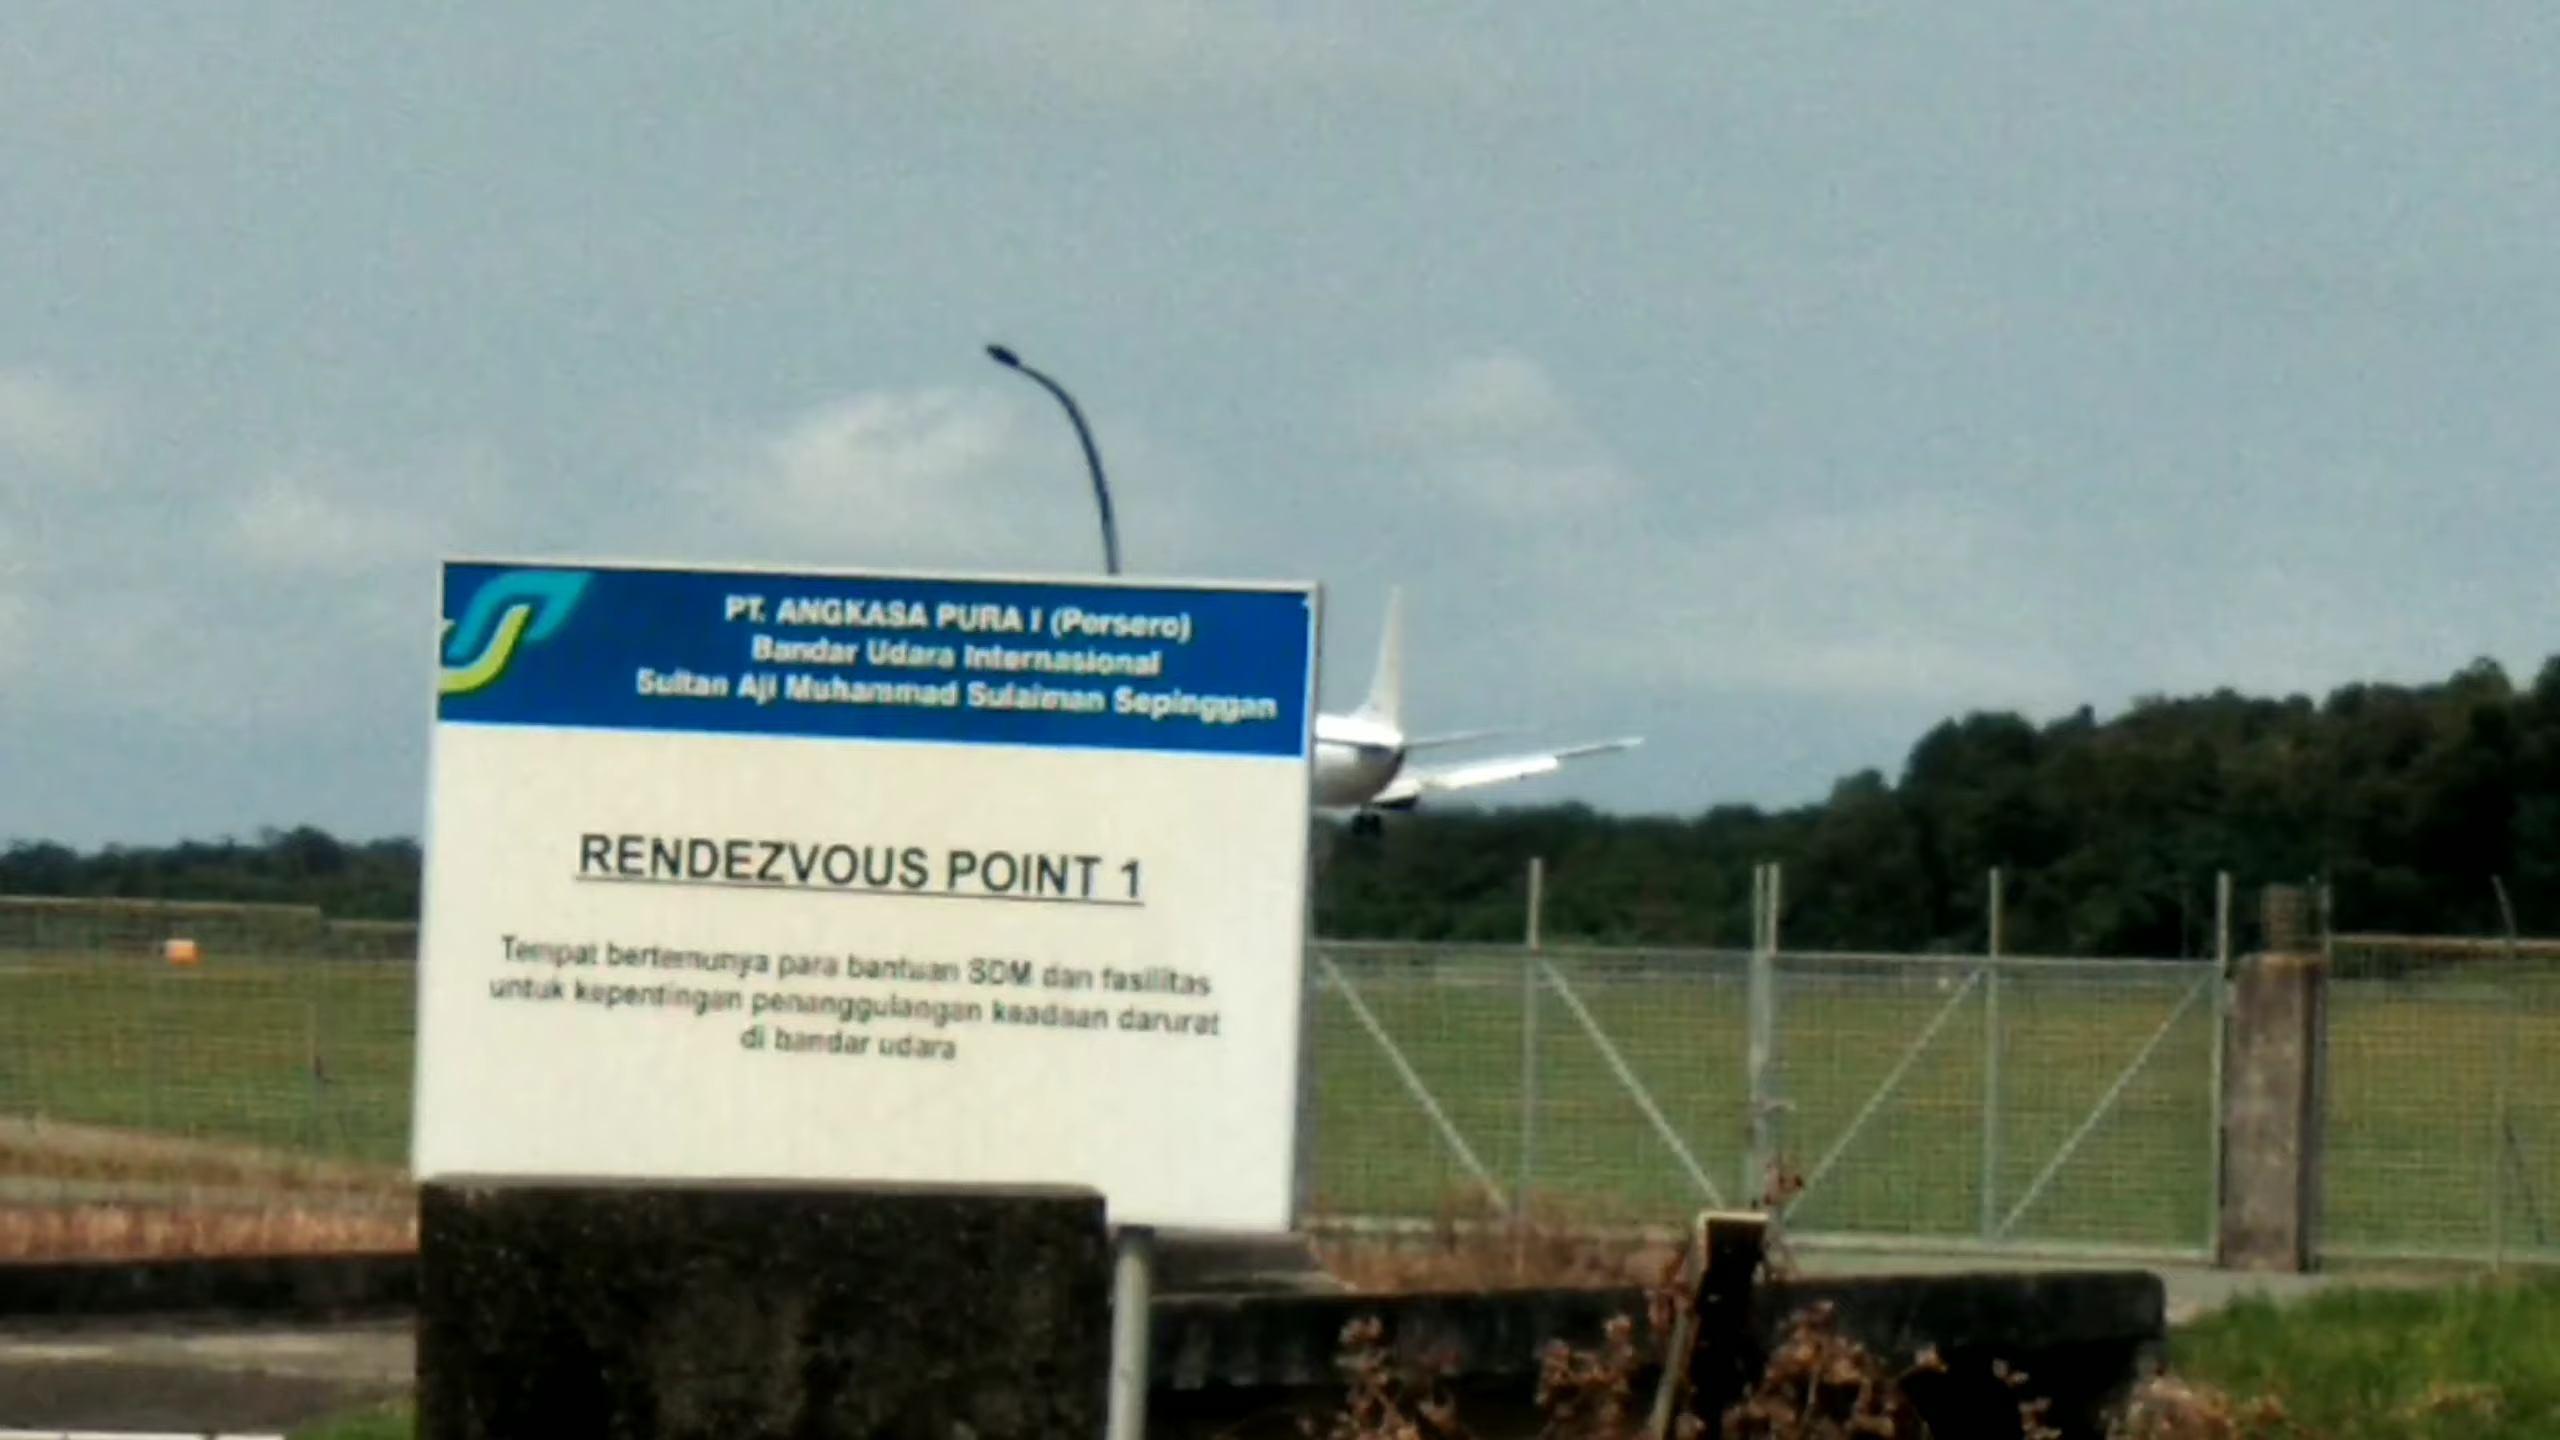 PT. ANGKASA PURA I (Persero)
Bandar Udara Internasional
Sultan Aji Muhammad Sulaiman Sepinggan
RENDEZVOUS POINT 1
Tempat bertemunya para bantuan SDM dan fasilitas
untuk kepentingan penanggulangan keadaan darurat
di bandar udara